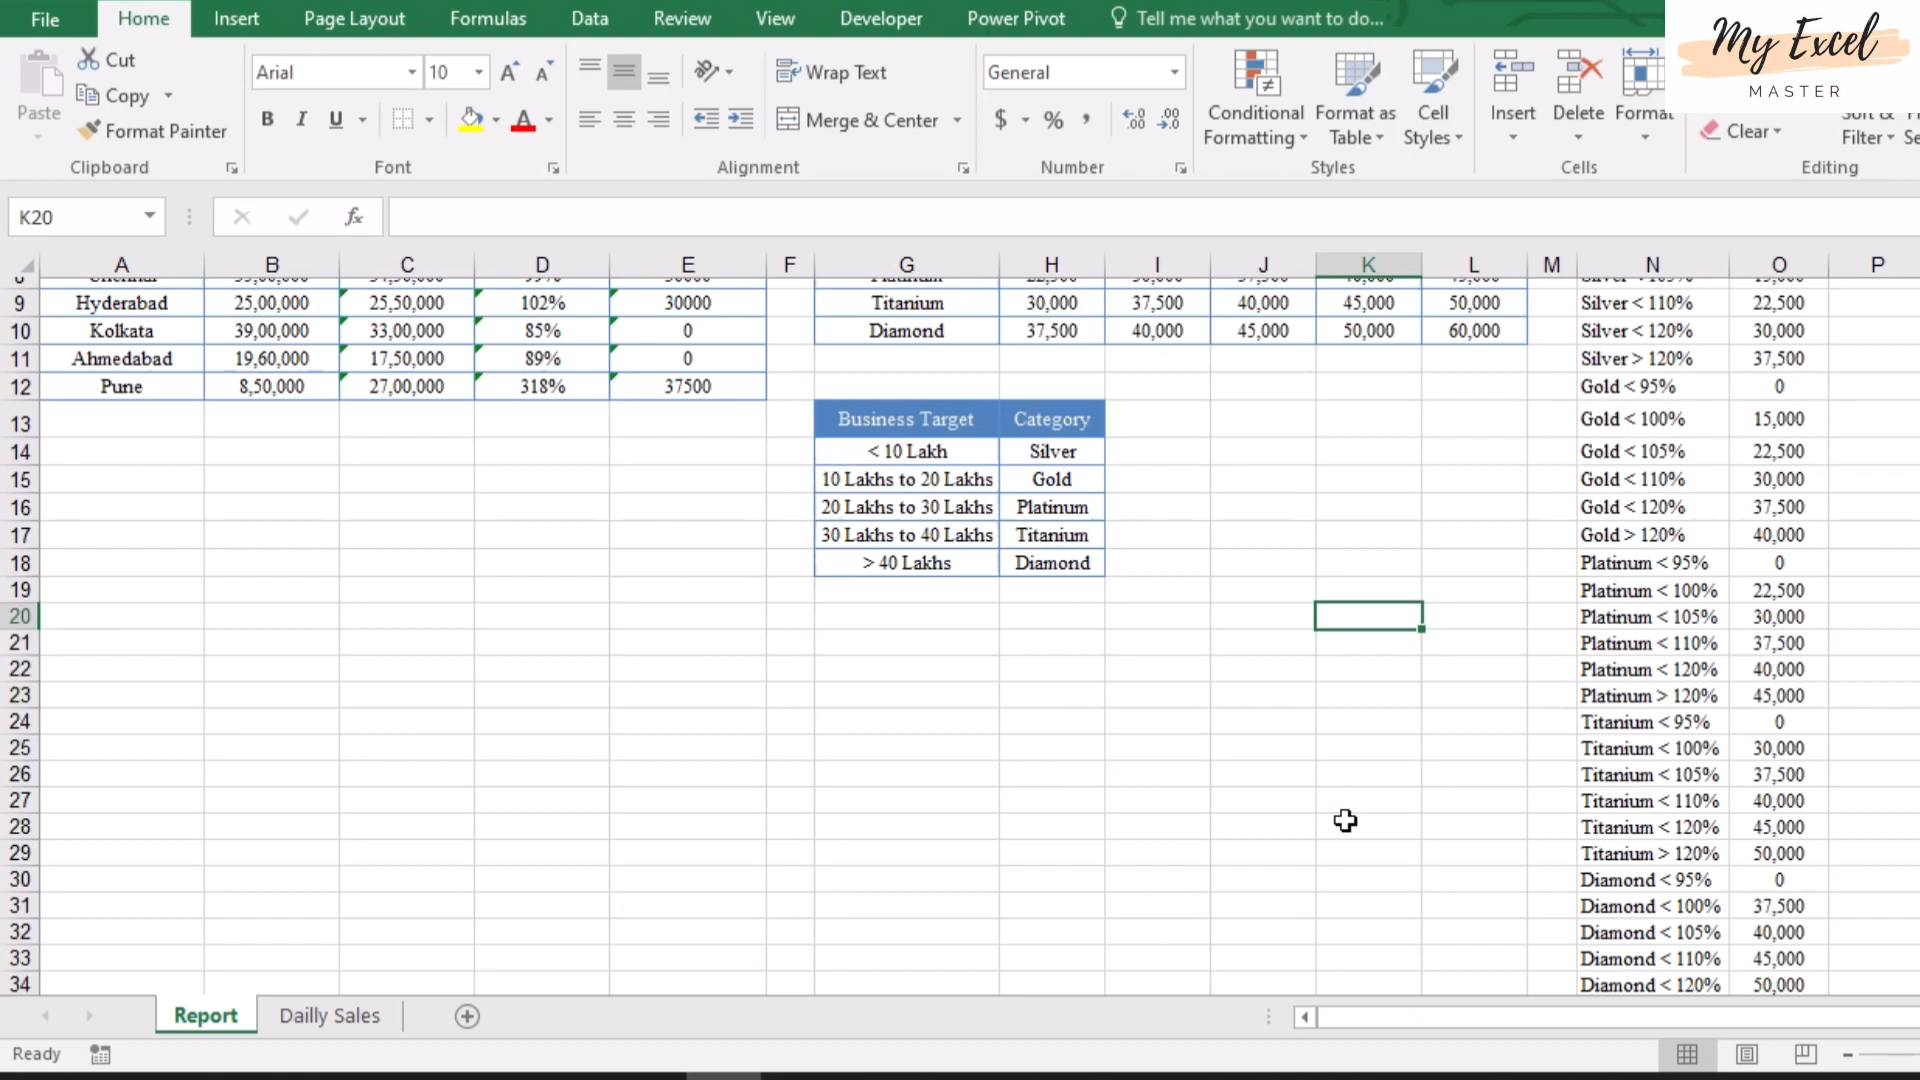 File Home Insert Page Layout Formulas Data Review View Developer Power Pivot Tell me what you want to do...
My Excel
MASTER
Cut
Copy
Format Painter
Paste
Clipboard
Arial 10
B I U
Font
Wrap Text
Merge & Center
Alignment
General
$ %
Number
Conditional Formatting
Format as Table
Cell Styles
Styles
Insert Delete Format
Cells
Clear
Filter
Editing
K20
fx
A B C D E F G H I J K L M N O P
9 Hyderabad 25,00,000 25,50,000 102% 30000 Titanium 30,000 37,500 40,000 45,000 50,000 Silver < 110% 22,500
10 Kolkata 39,00,000 33,00,000 85% 0 Diamond 37,500 40,000 45,000 50,000 60,000 Silver < 120% 30,000
11 Ahmedabad 19,60,000 17,50,000 89% 0 Silver > 120% 37,500
12 Pune 8,50,000 27,00,000 318% 37500 Gold < 95% 0
13 Business Target Category Gold < 100% 15,000
14 < 10 Lakh Silver Gold < 105% 22,500
15 10 Lakhs to 20 Lakhs Gold Gold < 110% 30,000
16 20 Lakhs to 30 Lakhs Platinum Gold < 120% 37,500
17 30 Lakhs to 40 Lakhs Titanium Gold > 120% 40,000
18 > 40 Lakhs Diamond Platinum < 95% 0
19 Platinum < 100% 22,500
20 Platinum < 105% 30,000
21 Platinum < 110% 37,500
22 Platinum < 120% 40,000
23 Platinum > 120% 45,000
24 Titanium < 95% 0
25 Titanium < 100% 30,000
26 Titanium < 105% 37,500
27 Titanium < 110% 40,000
28 Titanium < 120% 45,000
29 Titanium > 120% 50,000
30 Diamond < 95% 0
31 Diamond < 100% 37,500
32 Diamond < 105% 40,000
33 Diamond < 110% 45,000
34 Diamond < 120% 50,000
Report Dailly Sales
Ready